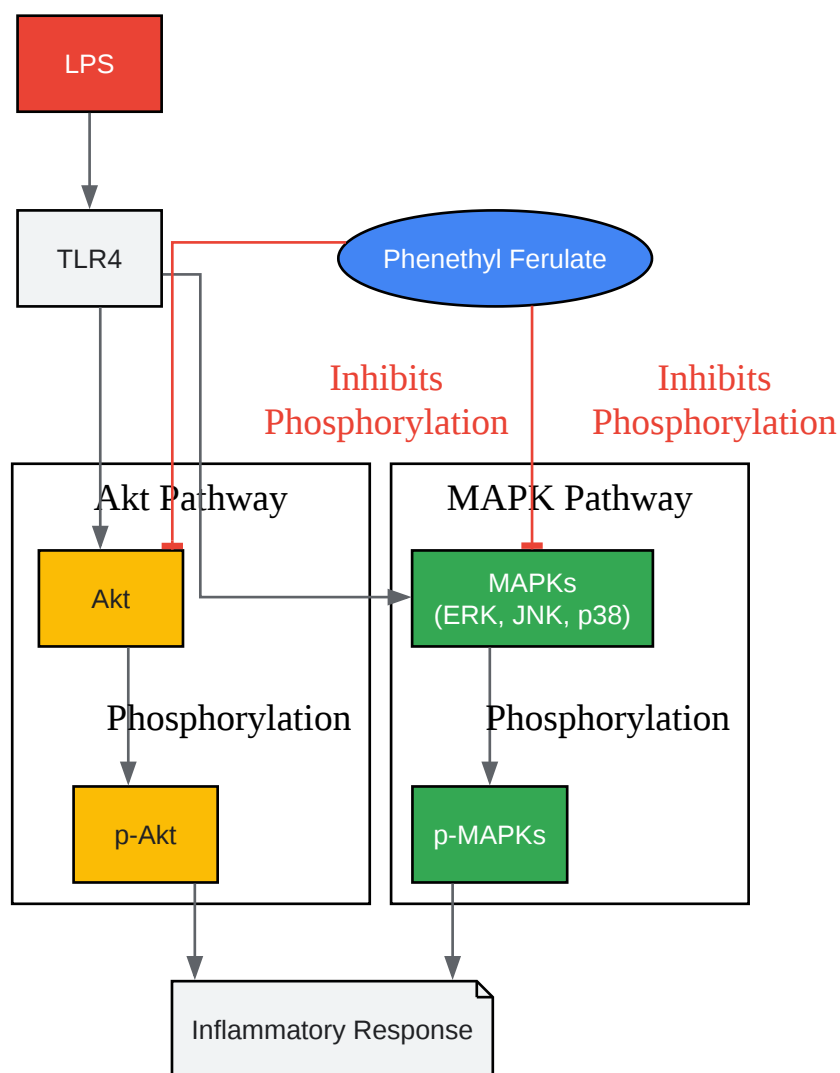 LPS
TLR4
Phenethyl Ferulate
Inhibits
Phosphorylation
Inhibits
Phosphorylation
Akt Pathway
MAPK Pathway
Akt
MAPKs
(ERK, JNK, p38)
Phosphorylation
Phosphorylation
p-Akt
p-MAPKs
Inflammatory Response